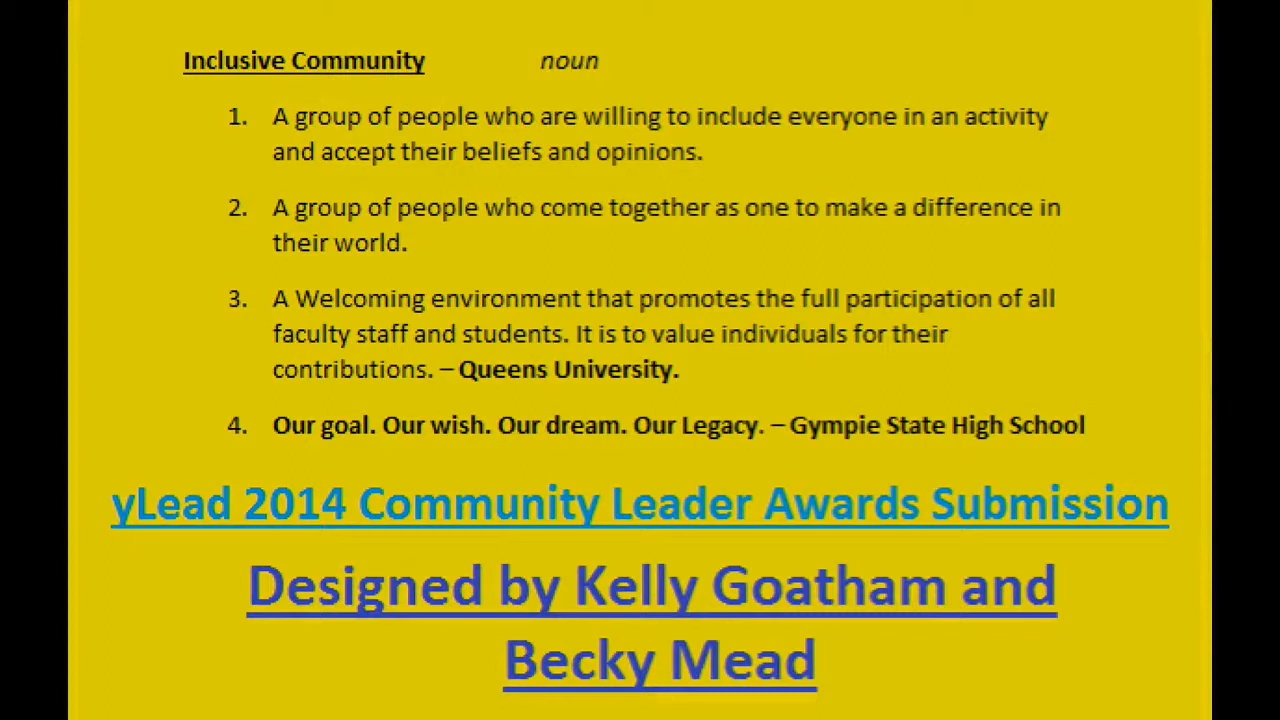 Inclusive Community noun
1. A group of people who are willing to include everyone in an activity
and accept their beliefs and opinions.
2. A group of people who come together as one to make a difference in
their world.
3. A Welcoming environment that promotes the full participation of all
faculty staff and students. It is to value individuals for their
contributions. – Queens University.
4. Our goal. Our wish. Our dream. Our Legacy. – Gympie State High School
yLead 2014 Community Leader Awards Submission
Designed by Kelly Goatham and
Becky Mead